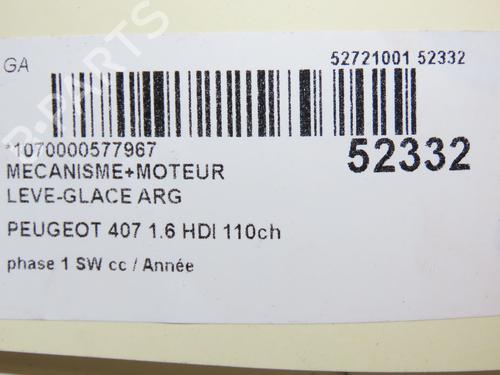 GA
52721001 52332
*1070000577967
52332
MECANISME+MOTEUR
LEVE-GLACE ARG
PEUGEOT 407 1.6 HDI 110ch
phase 1 SW cc / Année
B-PARTS